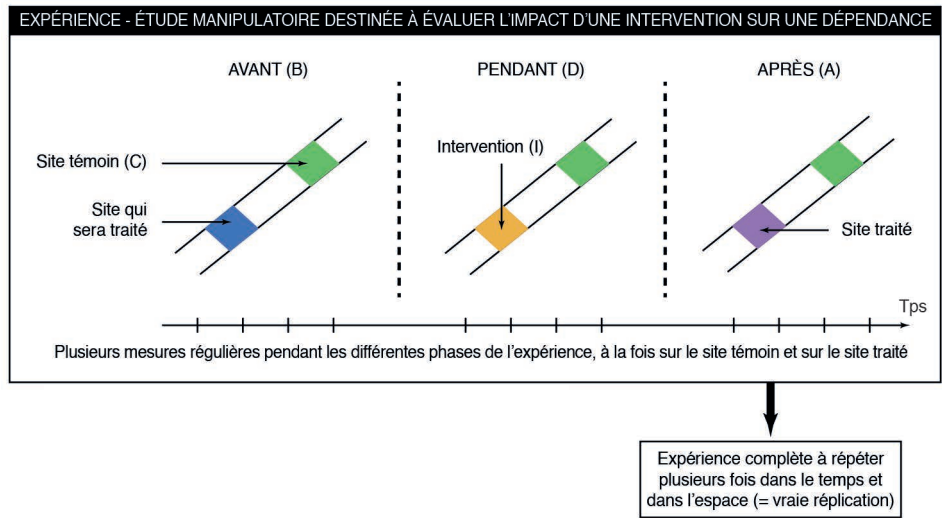 EXPÉRIENCE - ÉTUDE MANIPULATOIRE DESTINÉE À ÉVALUER L'IMPACT D'UNE INTERVENTION SUR UNE DÉPENDANCE
AVANT (B)
PENDANT (D)
APRÈS (A)
Site témoin (C)
Intervention (I)
Site qui
sera traité
Site traité
Tps
Plusieurs mesures régulières pendant les différentes phases de l'expérience, à la fois sur le site témoin et sur le site traité
Expérience complète à répéter
plusieurs fois dans le temps et
dans l'espace (= vraie réplication)